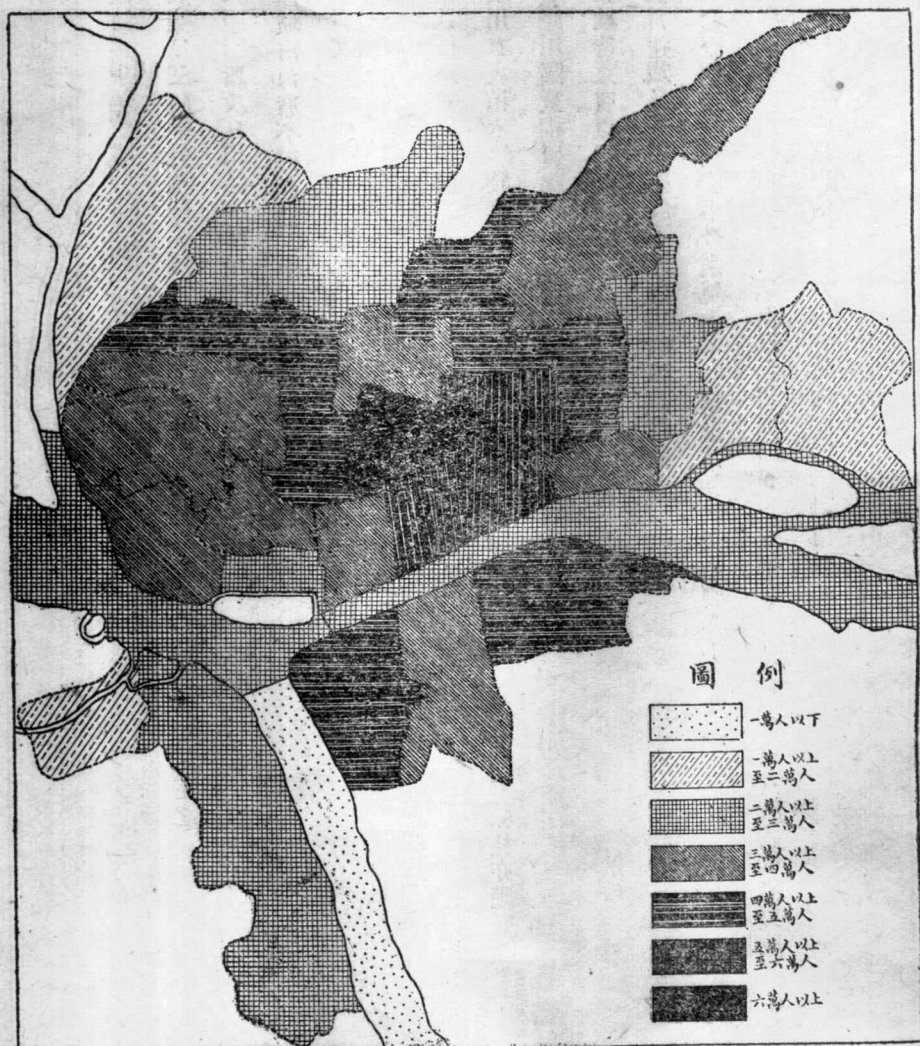 圖例
一萬人以下
一萬人以上
至二萬人
二萬人以上
至三萬人
三萬人以上
至四萬人
四萬人以上
至五萬人
五萬人以上
至六萬人
六萬人以上